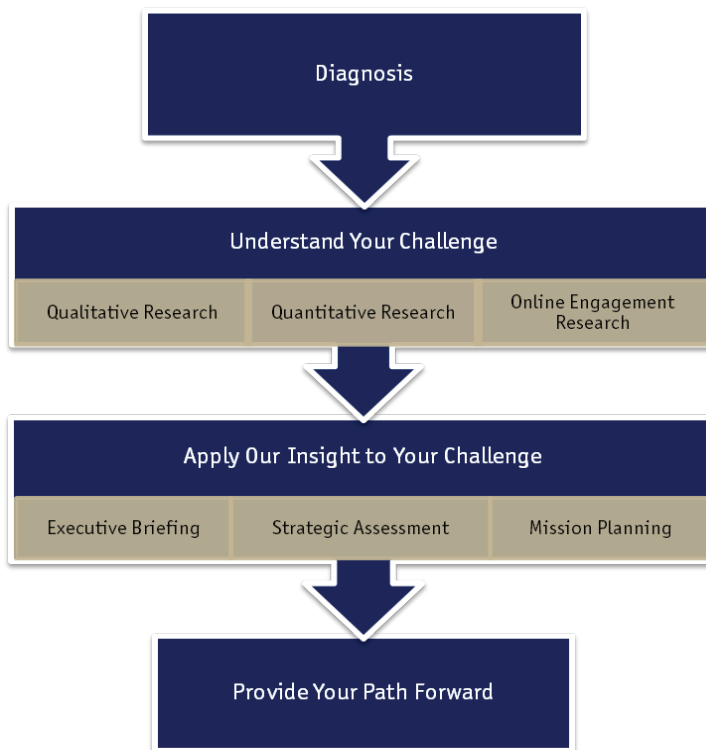 Diagnosis
Understand Your Challenge
Qualitative Research
Quantitative Research
Online Engagement
Research
Apply Our Insight to Your Challenge
Executive Briefing
Strategic Assessment
Mission Planning
Provide Your Path Forward